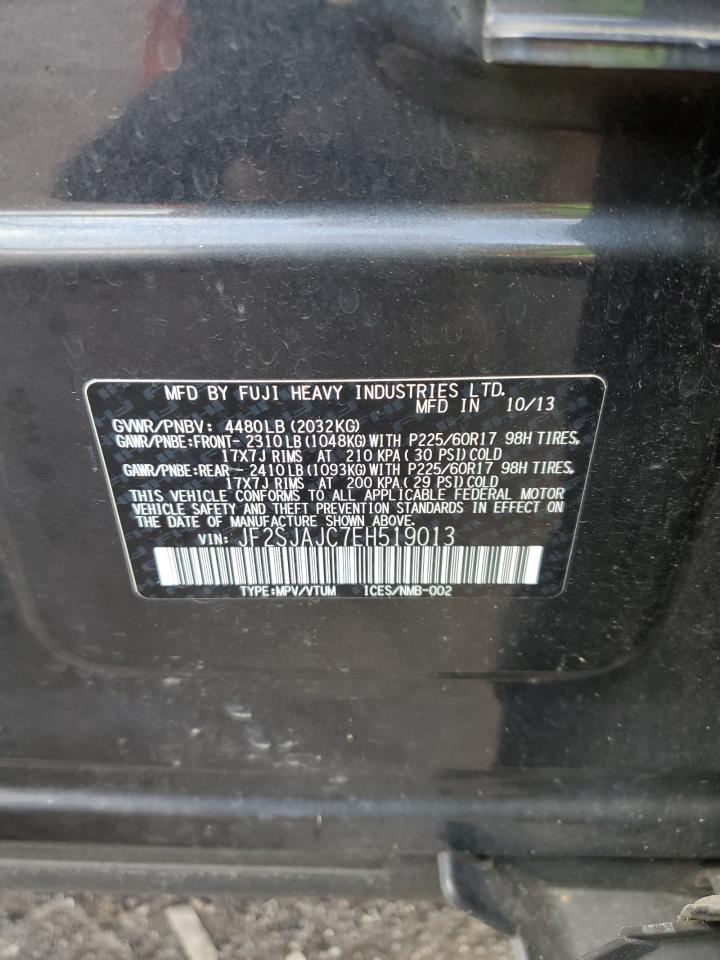 MFD BY FUJI HEAVY INDUSTRIES LTD.
MFD IN 10/13
GVWR/PNBV: 4480LB (2032KG)
GAWR/PNBE:FRONT-2310LB (1048KG) WITH P225/60R17 98H TIRES,
17X7J RIMS AT 210 KPA (30 PSI) COLD
GAWR/PNBE:REAR -2410LB (1093KG) WITH P225/60R17 98H TIRES,
17X7J RIMS AT 200 KPA (29 PSI) COLD
THIS VEHICLE CONFORMS TO ALL APPLICABLE FEDERAL MOTOR
VEHICLE SAFETY AND THEFT PREVENTION STANDARDS IN EFFECT ON
THE DATE OF MANUFACTURE SHOWN ABOVE.
VIN: JF2SJAJC7EH519013
TYPE:MPV/VTUM ICES/NMB-002